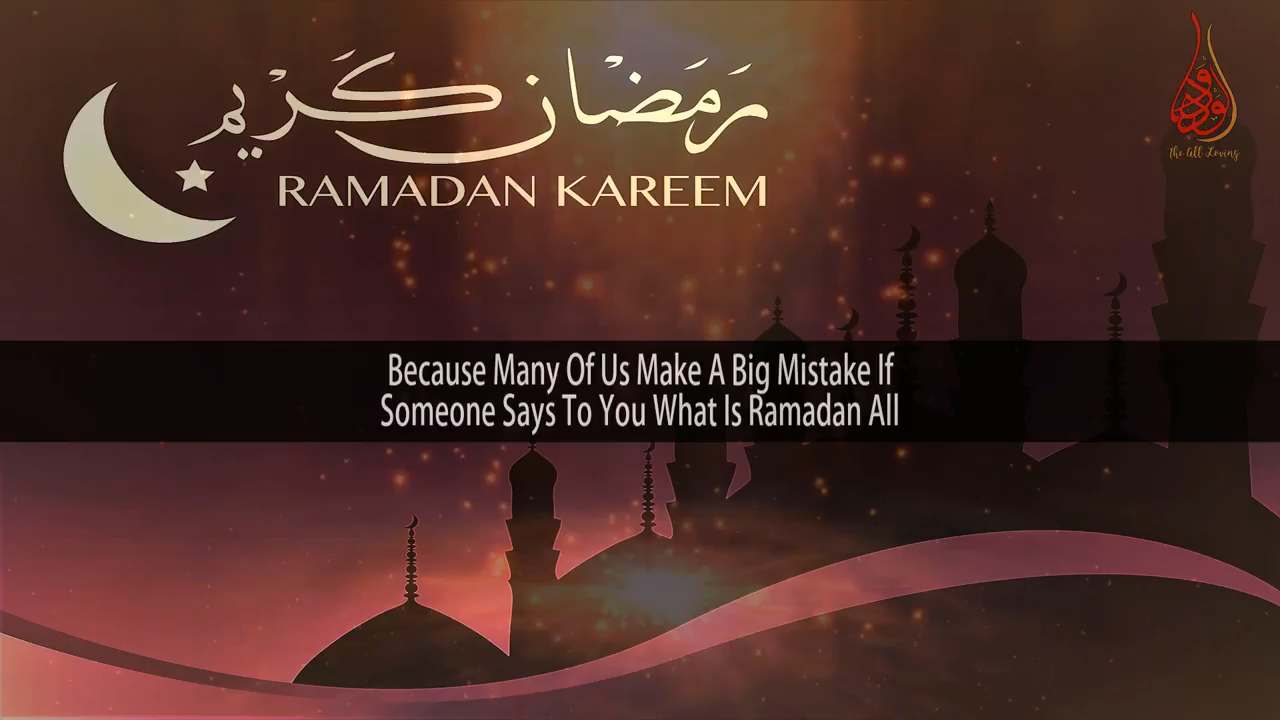 رَمَضَان كَرْيم
RAMADAN KAREEM
الودود
The All Loving
Because Many Of Us Make A Big Mistake If
Someone Says To You What Is Ramadan All